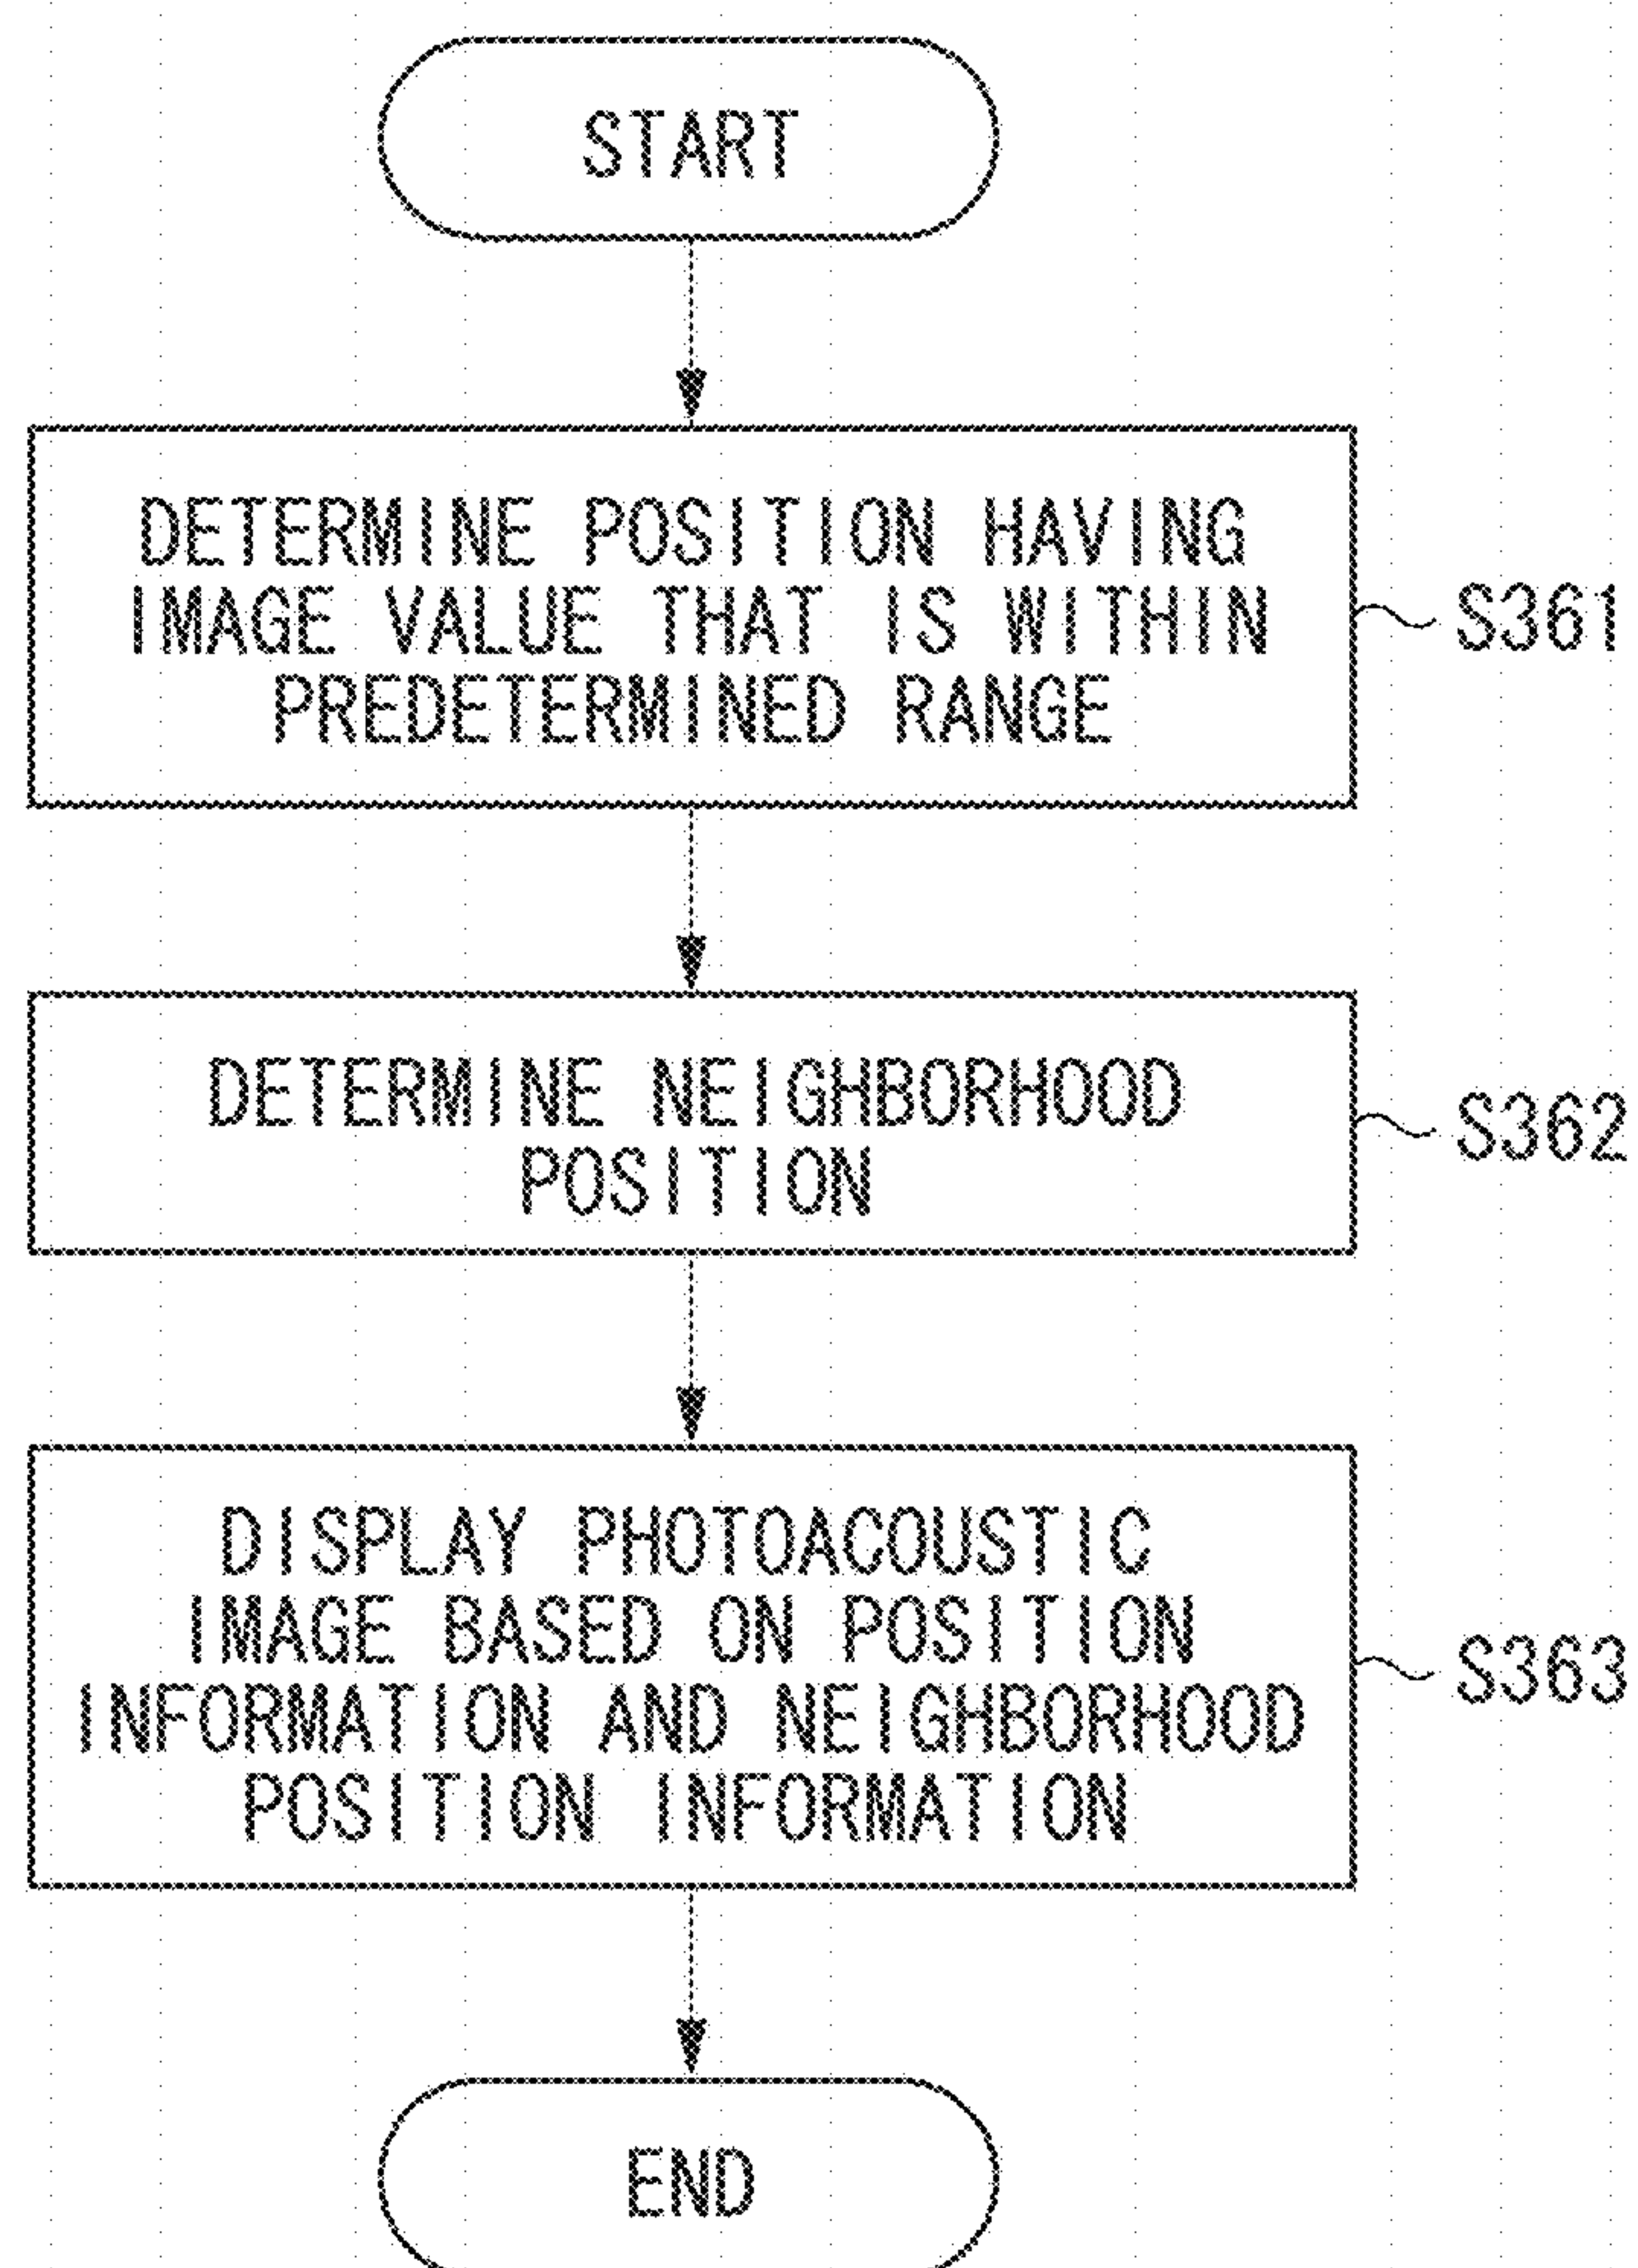 START
DETERMINE POSITION HAVING
IMAGE VALUE THAT IS WITHIN
PREDETERMINED RANGE
S361
DETERMINE NEIGHBORHOOD
POSITION
S362
DISPLAY PHOTOACOUSTIC
IMAGE BASED ON POSITION
INFORMATION AND NEIGHBORHOOD
POSITION INFORMATION
S363
END